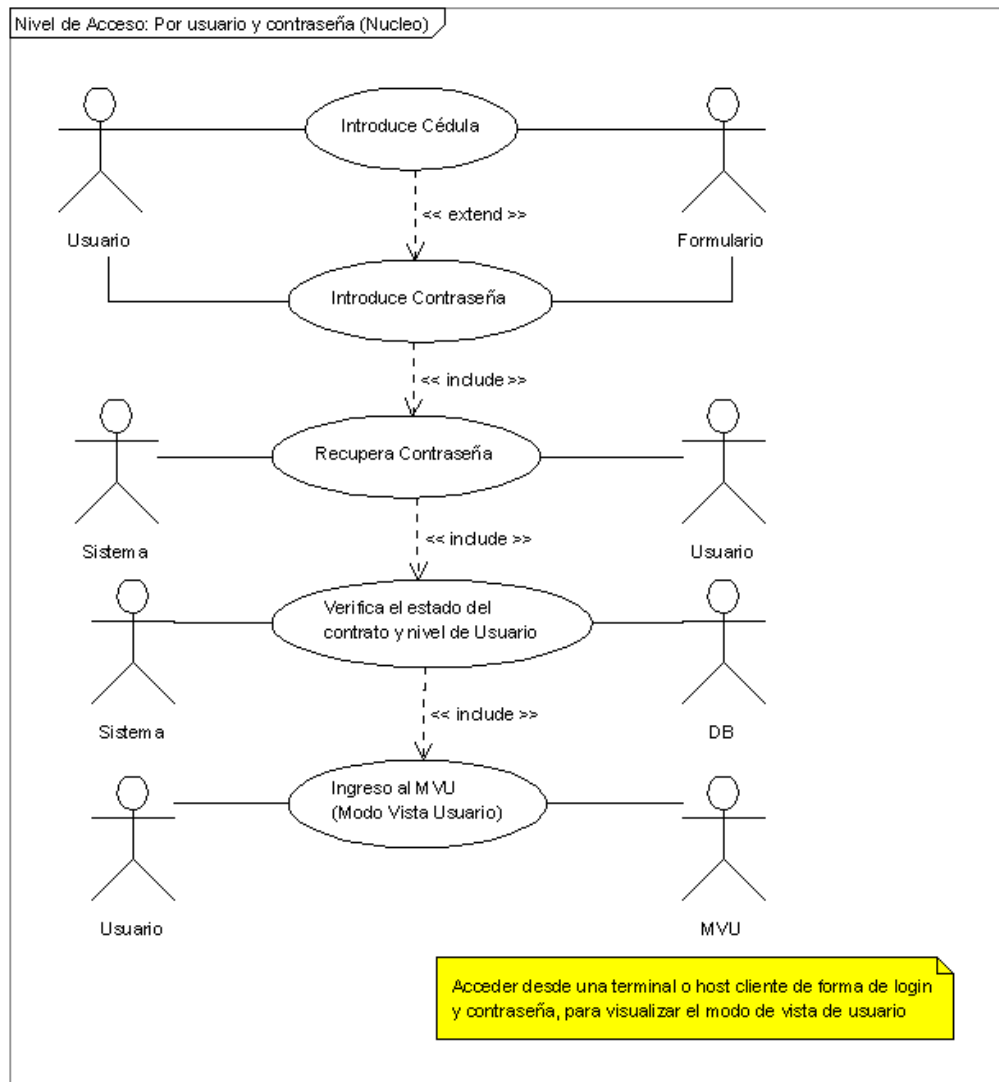 Nivel de Acceso: Por usuario y contraseña (Nucleo)
Introduce Cédula
<< extend >>
Usuario
Formulario
Introduce Contraseña
<< include >>
Recupera Contraseña
<< include >>
Sistema
Usuario
Verifica el estado del
contrato y nivel de Usuario
<< include >>
Sistema
DB
Ingreso al MVU
(Modo Vista Usuario)
Usuario
MVU
Acceder desde una terminal o host cliente de forma de login
y contraseña, para visualizar el modo de vista de usuario